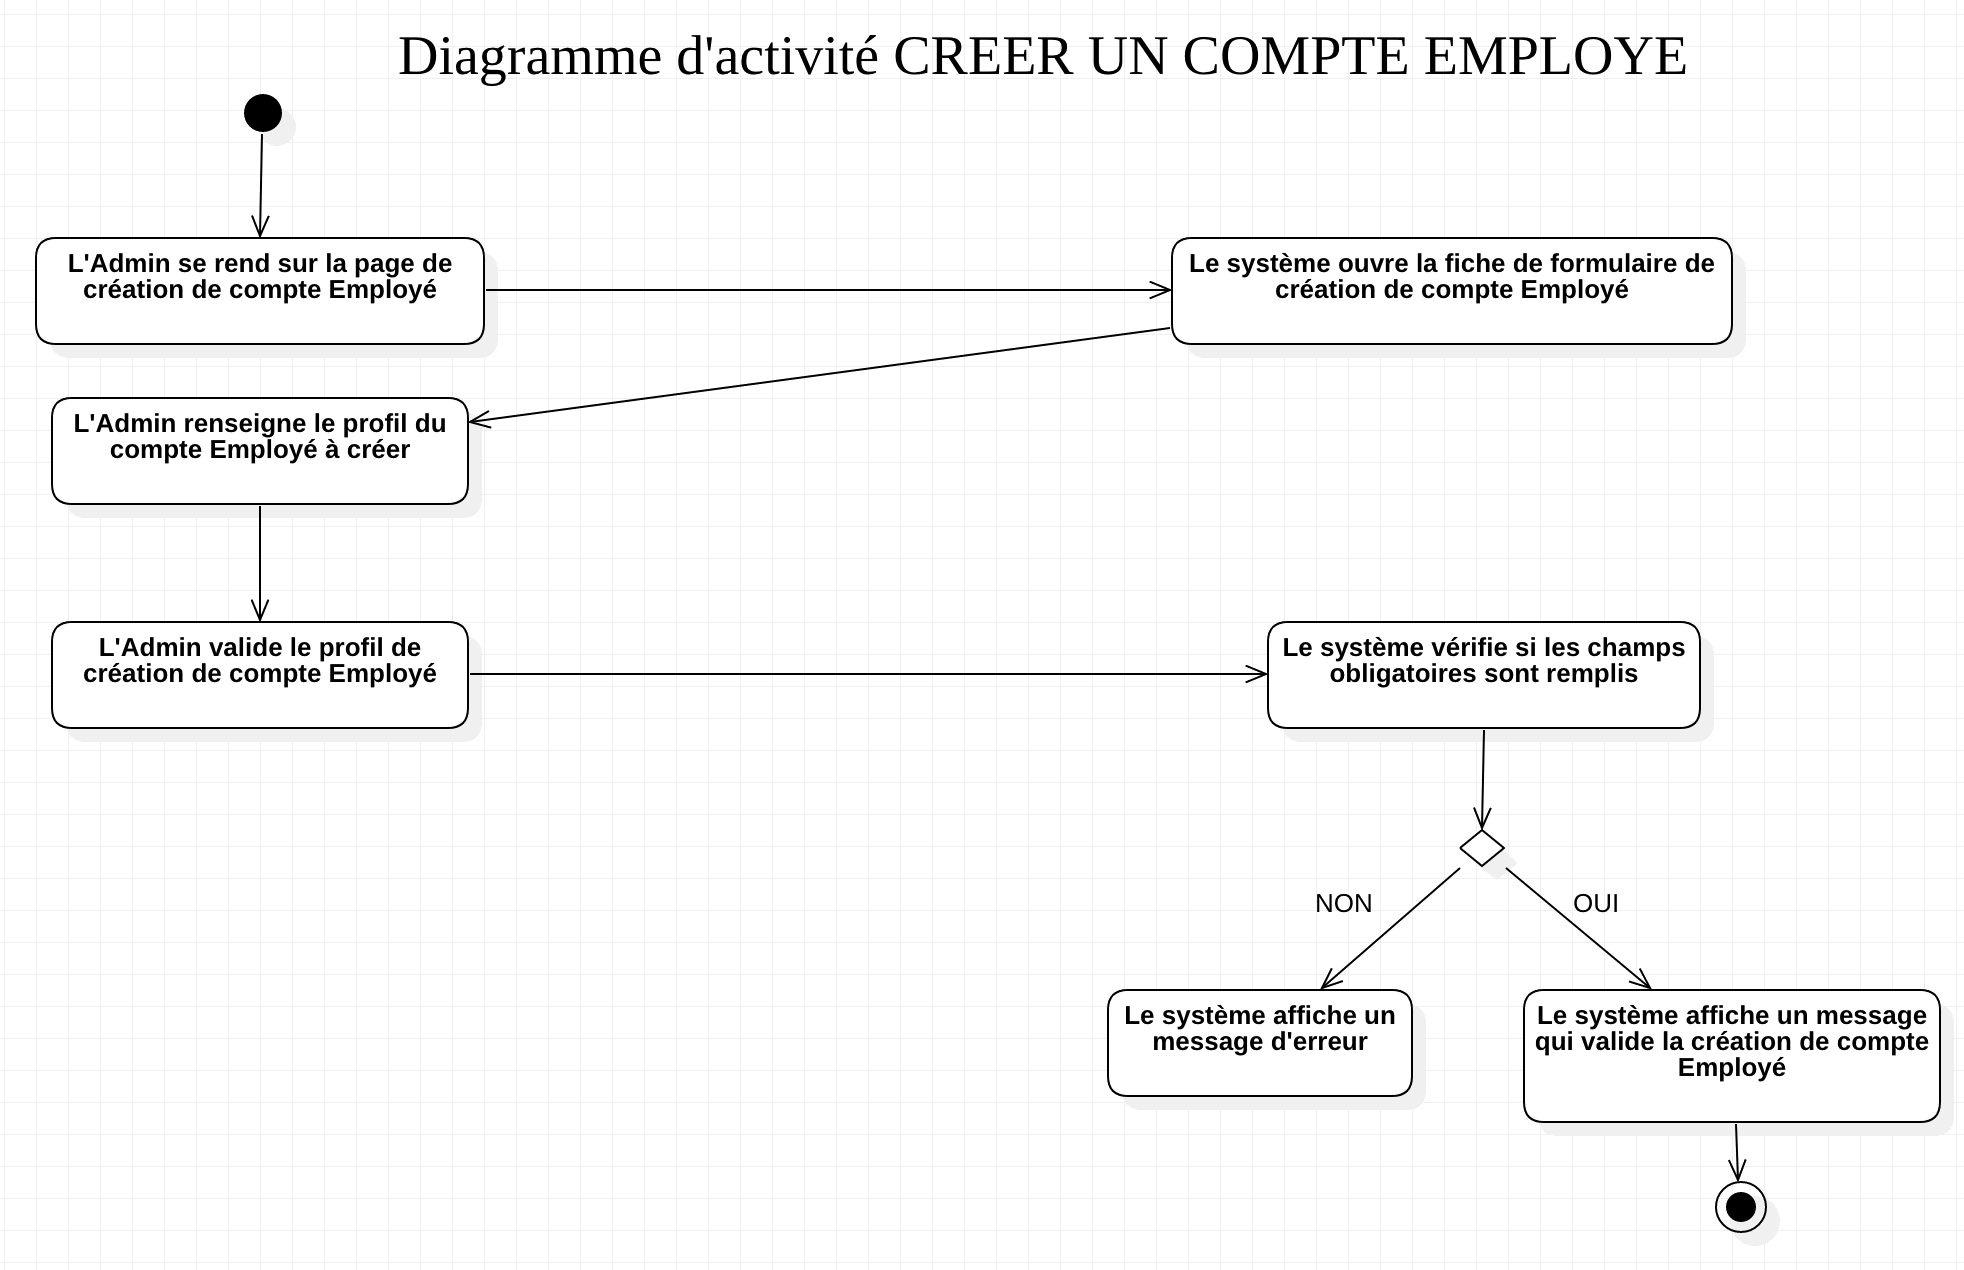 Diagramme d'activité CREER UN COMPTE EMPLOYE
L'Admin se rend sur la page de
création de compte Employé
Le système ouvre la fiche de formulaire de
création de compte Employé
L'Admin renseigne le profil du
compte Employé à créer
L'Admin valide le profil de
création de compte Employé
Le système vérifie si les champs
obligatoires sont remplis
NON
OUI
Le système affiche un
message d'erreur
Le système affiche un message
qui valide la création de compte
Employé